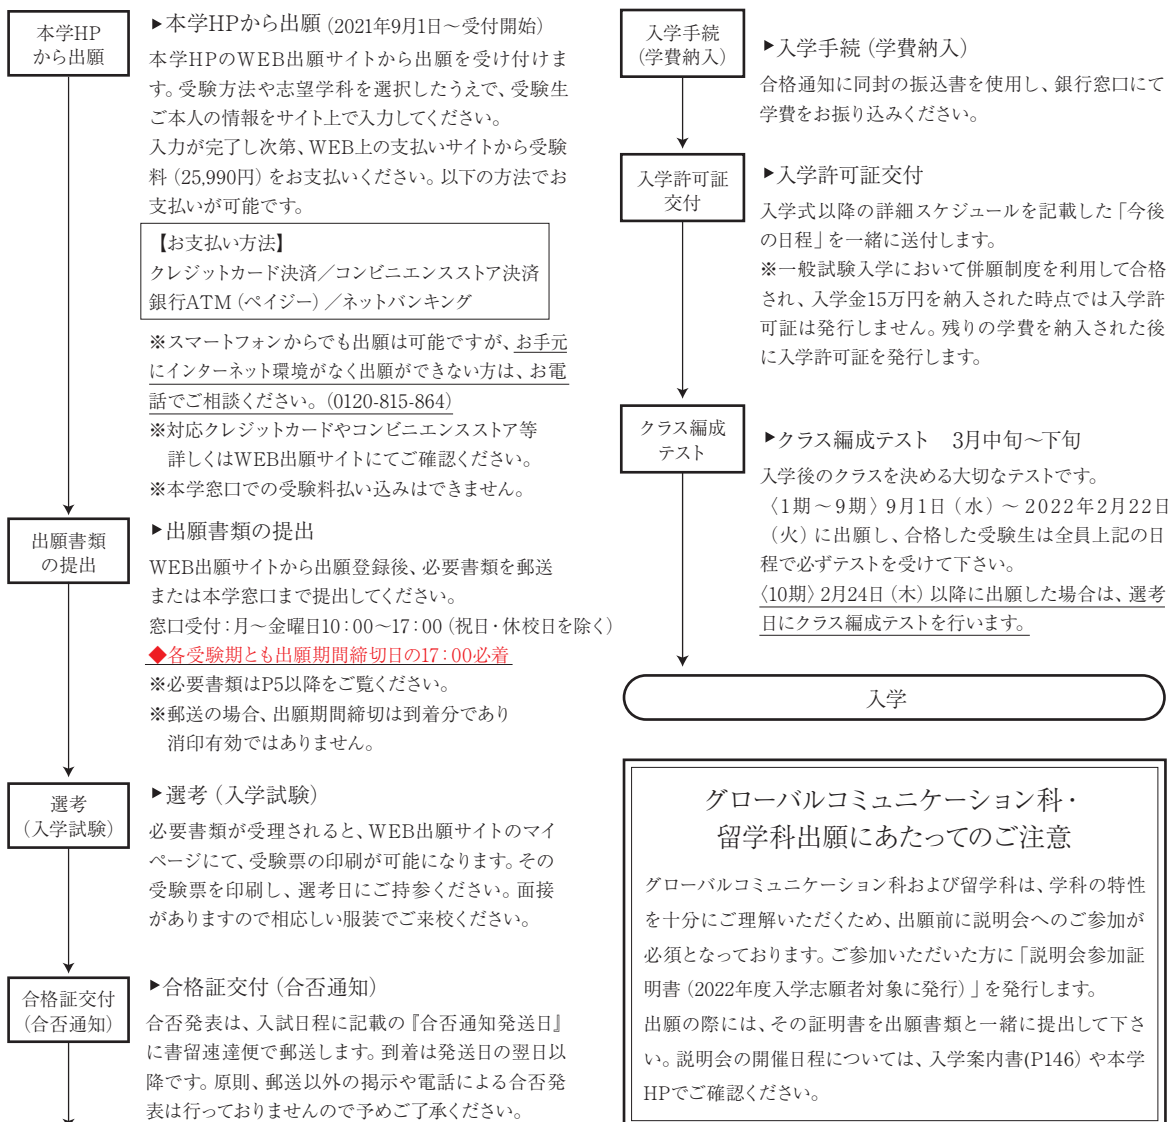 本学HP
から出願
▶本学HPから出願 (2021年9月1日～受付開始)
本学HPのWEB出願サイトから出願を受け付けま
す。受験方法や志望学科を選択したうえで、受験生
ご本人の情報をサイト上で入力してください。
入力が完了し次第、WEB上の支払いサイトから受験
料（25,990円）をお支払いください。以下の方法でお
支払いが可能です。
【お支払い方法】
クレジットカード決済／コンビニエンスストア決済
銀行ATM（ペイジー）／ネットバンキング
※スマートフォンからでも出願は可能ですが、お手元
にインターネット環境がなく出願ができない方は、お電
話でご相談ください。（0120-815-864）
※対応クレジットカードやコンビニエンスストア等
詳しくはWEB出願サイトにてご確認ください。
※本学窓口での受験料払い込みはできません。
出願書類
の提出
▶出願書類の提出
WEB出願サイトから出願登録後、必要書類を郵送
または本学窓口まで提出してください。
窓口受付：月～金曜日10：00～17：00（祝日・休校日を除く）
◆各受験期とも出願期間締切日の17：00必着
※必要書類はP5以降をご覧ください。
※郵送の場合、出願期間締切は到着分であり
消印有効ではありません。
選考
（入学試験）
▶選考（入学試験）
必要書類が受理されると、WEB出願サイトのマイ
ページにて、受験票の印刷が可能になります。その
受験票を印刷し、選考日にご持参ください。面接
がありますので相応しい服装でご来校ください。
合格証交付
（合否通知）
▶合格証交付（合否通知）
合否発表は、入試日程に記載の『合否通知発送日』
に書留速達便で郵送します。到着は発送日の翌日以
降です。原則、郵送以外の掲示や電話による合否発
表は行っておりませんので予めご了承ください。
入学手続
（学費納入）
▶入学手続（学費納入）
合格通知に同封の振込書を使用し、銀行窓口にて
学費をお振り込みください。
入学許可証
交付
▶入学許可証交付
入学式以降の詳細スケジュールを記載した「今後
の日程」を一緒に送付します。
※一般試験入学において併願制度を利用して合格
され、入学金15万円を納入された時点では入学許
可証は発行しません。残りの学費を納入された後
に入学許可証を発行します。
クラス編成
テスト
▶クラス編成テスト　3月中旬～下旬
入学後のクラスを決める大切なテストです。
〈1期～9期〉9月1日（水）～2022年2月22日
（火）に出願し、合格した受験生は全員上記の日
程で必ずテストを受けて下さい。
〈10期〉2月24日（木）以降に出願した場合は、選考
日にクラス編成テストを行います。
入学
グローバルコミュニケーション科・
留学科出願にあたってのご注意
グローバルコミュニケーション科および留学科は、学科の特性
を十分にご理解いただくため、出願前に説明会へのご参加が
必須となっております。ご参加いただいた方に「説明会参加証
明書（2022年度入学志願者対象に発行）」を発行します。
出願の際には、その証明書を出願書類と一緒に提出して下さ
い。説明会の開催日程については、入学案内書(P146）や本学
HPでご確認ください。